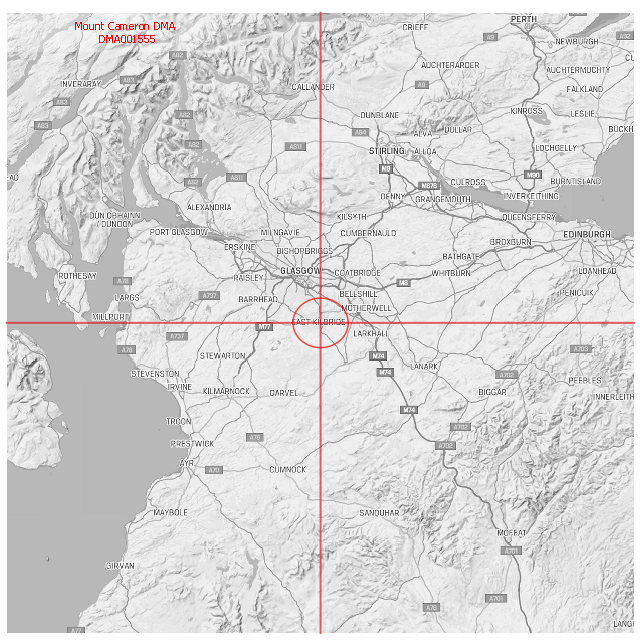 Mount Cameron DMA
DMA001555
PERTH
CRIEFF
A9
A92
NEWBURGH
A82
AUCHTERARDER
AUCHTERMUCHTY
INVERARAY
A83
CALLANDER
A9
FALKLAND
A83
A82
DUNBLANE
KINROSS
LESLIE
A83
A84
ALVA
DOLLAR
BUCKH
A82
A811
STIRLING
ALLOA
LOCHGELLY
M9
M90
A82
A811
M876
CULROSS
BURNTISLAND
DENNY
GRANGEMOUTH
INVERKEITHING
DUN OBHAINN
/DUNOON
ALEXANDRIA
KILSYTH
QUEENSFERRY
PORT GLASGOW
MILNGAVIE
CUMBERNAULD
EDINBURGH
ERSKINE
BISHOPBRIGGS
BROXBURN
BATHGATE
ROTHESAY
A78
PAISLEY
GLASGOW
COATBRIDGE
M8
WHITBURN
LOANHEAD
LARGS
A737
BARRHEAD
BELLSHILL
PENICUIK
MILLPORT
MOTHERWELL
EAST KILBRIDE
M77
LARKHALL
A737
A78
STEWARTON
M74
A703
LANARK
STEVENSTON
M74
A702
PEEBLES
IRVINE
KILMARNOCK
DARVEL
BIGGAR
INNERLEITH
TROON
M74
A702
PRESTWICK
A76
A702
AYR
A70
CUMNOCK
MAYBOLE
SANQUHAR
MOFFAT
A701
GIRVAN
A76
A701
LANGH
A77